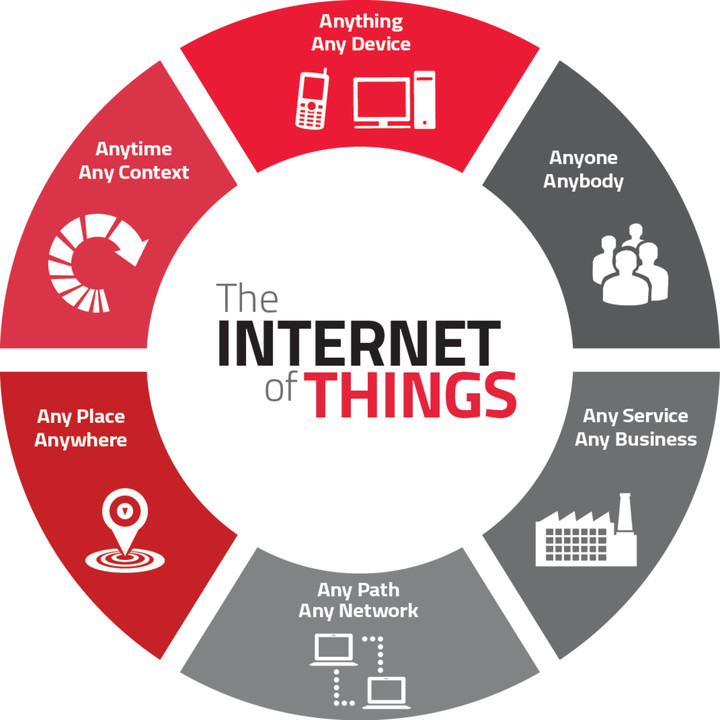 Anything
Any Device
Anyone
Anybody
Any Service
Any Business
Any Path
Any Network
Any Place
Anywhere
Anytime
Any Context
The
INTERNET
of THINGS